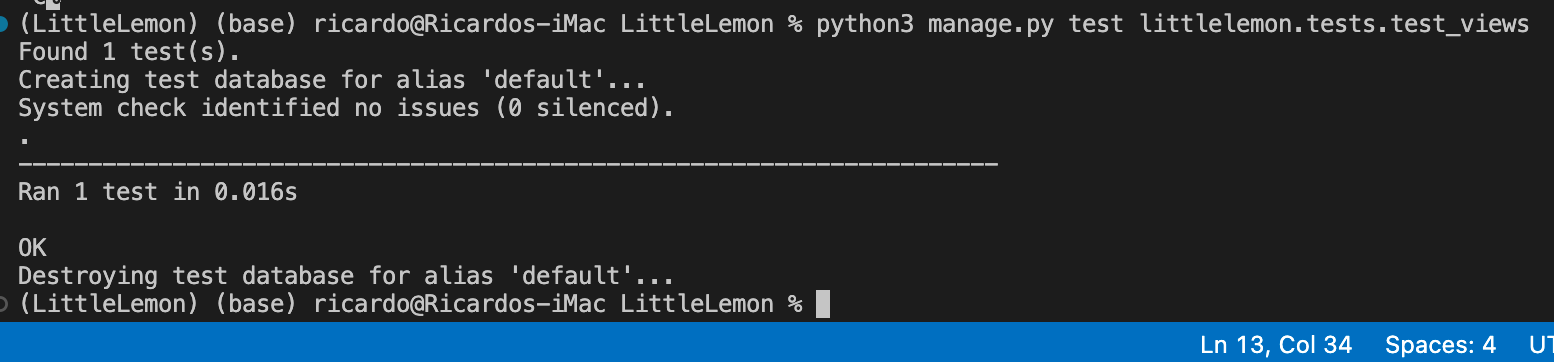 (LittleLemon) (base) ricardo@Ricardos-iMac LittleLemon % python3 manage.py test littlelemon.tests.test_views
Found 1 test(s).
Creating test database for alias 'default'...
System check identified no issues (0 silenced).
.
----------------------------------------------------------------------
Ran 1 test in 0.016s
OK
Destroying test database for alias 'default'...
(LittleLemon) (base) ricardo@Ricardos-iMac LittleLemon %
Ln 13, Col 34 Spaces: 4